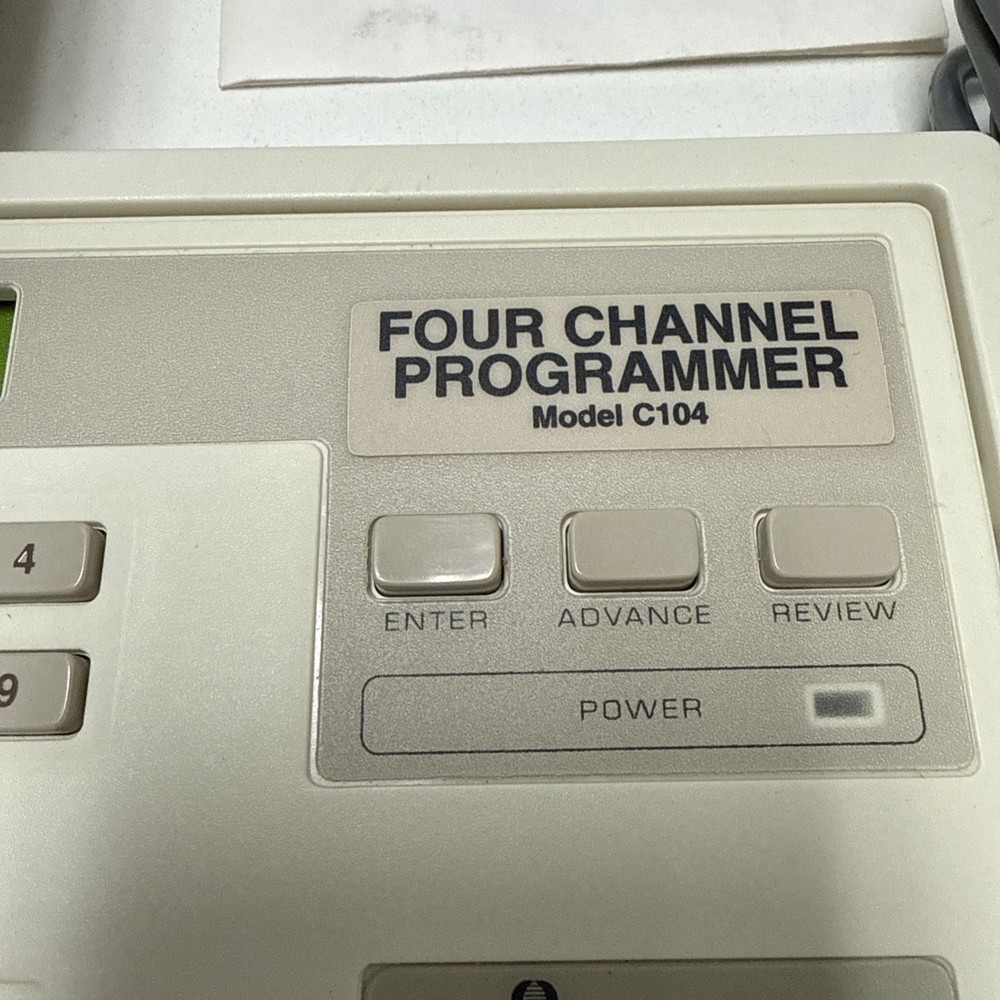 FOUR CHANNEL
PROGRAMMER
Model C104
4
ENTER ADVANCE REVIEW
9
POWER